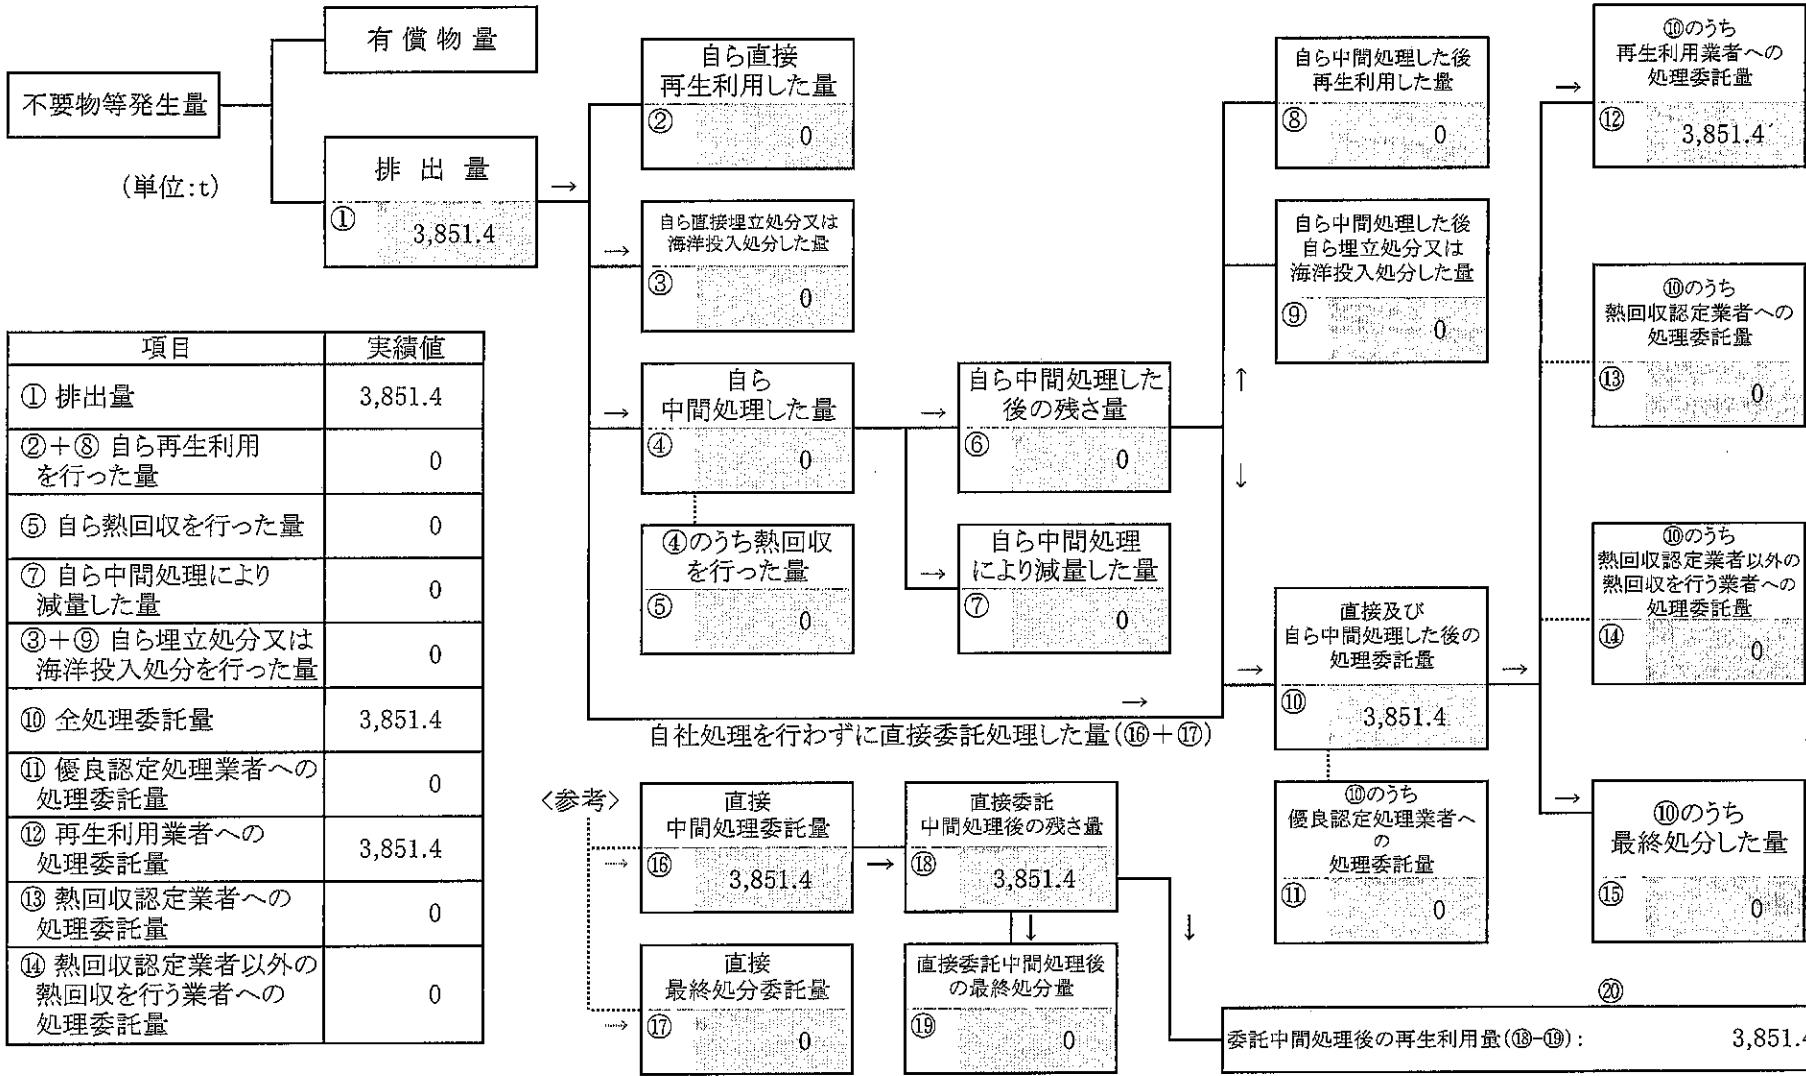 不要物等発生量
(単位:t)
有償物量
排出量
① 3,851.4
→
自ら直接
再生利用した量
② 0
→
自ら直接埋立処分又は
海洋投入処分した量
③ 0
→
自ら
中間処理した量
④ 0
④のうち熱回収
を行った量
⑤ 0
→
自ら中間処理した
後の残さ量
⑥ 0
→
自ら中間処理
により減量した量
⑦ 0
自ら中間処理した後
再生利用した量
⑧ 0
自ら中間処理した後
自ら埋立処分又は
海洋投入処分した量
⑨ 0
↑
↓
→
自社処理を行わずに直接委託処理した量(⑯+⑰)
→
直接及び
自ら中間処理した後の
処理委託量
⑩ 3,851.4
→
⑩のうち
優良認定処理業者へ
の
処理委託量
⑪ 0
→
⑩のうち
再生利用業者への
処理委託量
⑫ 3,851.4
⑩のうち
熱回収認定業者への
処理委託量
⑬ 0
⑩のうち
熱回収認定業者以外の
熱回収を行う業者への
処理委託量
⑭ 0
→
⑩のうち
最終処分した量
⑮ 0
項目 実績値
① 排出量 3,851.4
②+⑧ 自ら再生利用
を行った量 0
⑤ 自ら熱回収を行った量 0
⑦ 自ら中間処理により
減量した量 0
③+⑨ 自ら埋立処分又は
海洋投入処分を行った量 0
⑩ 全処理委託量 3,851.4
⑪ 優良認定処理業者への
処理委託量 0
⑫ 再生利用業者への
処理委託量 3,851.4
⑬ 熱回収認定業者への
処理委託量 0
⑭ 熱回収認定業者以外の
熱回収を行う業者への
処理委託量 0
〈参考〉
→
直接
中間処理委託量
⑯ 3,851.4
→
直接
最終処分委託量
⑰ 0
→
直接委託
中間処理後の残さ量
⑱ 3,851.4
↓
直接委託中間処理後
の最終処分量
⑲ 0
↓
⑳
委託中間処理後の再生利用量(⑱-⑲): 3,851.4